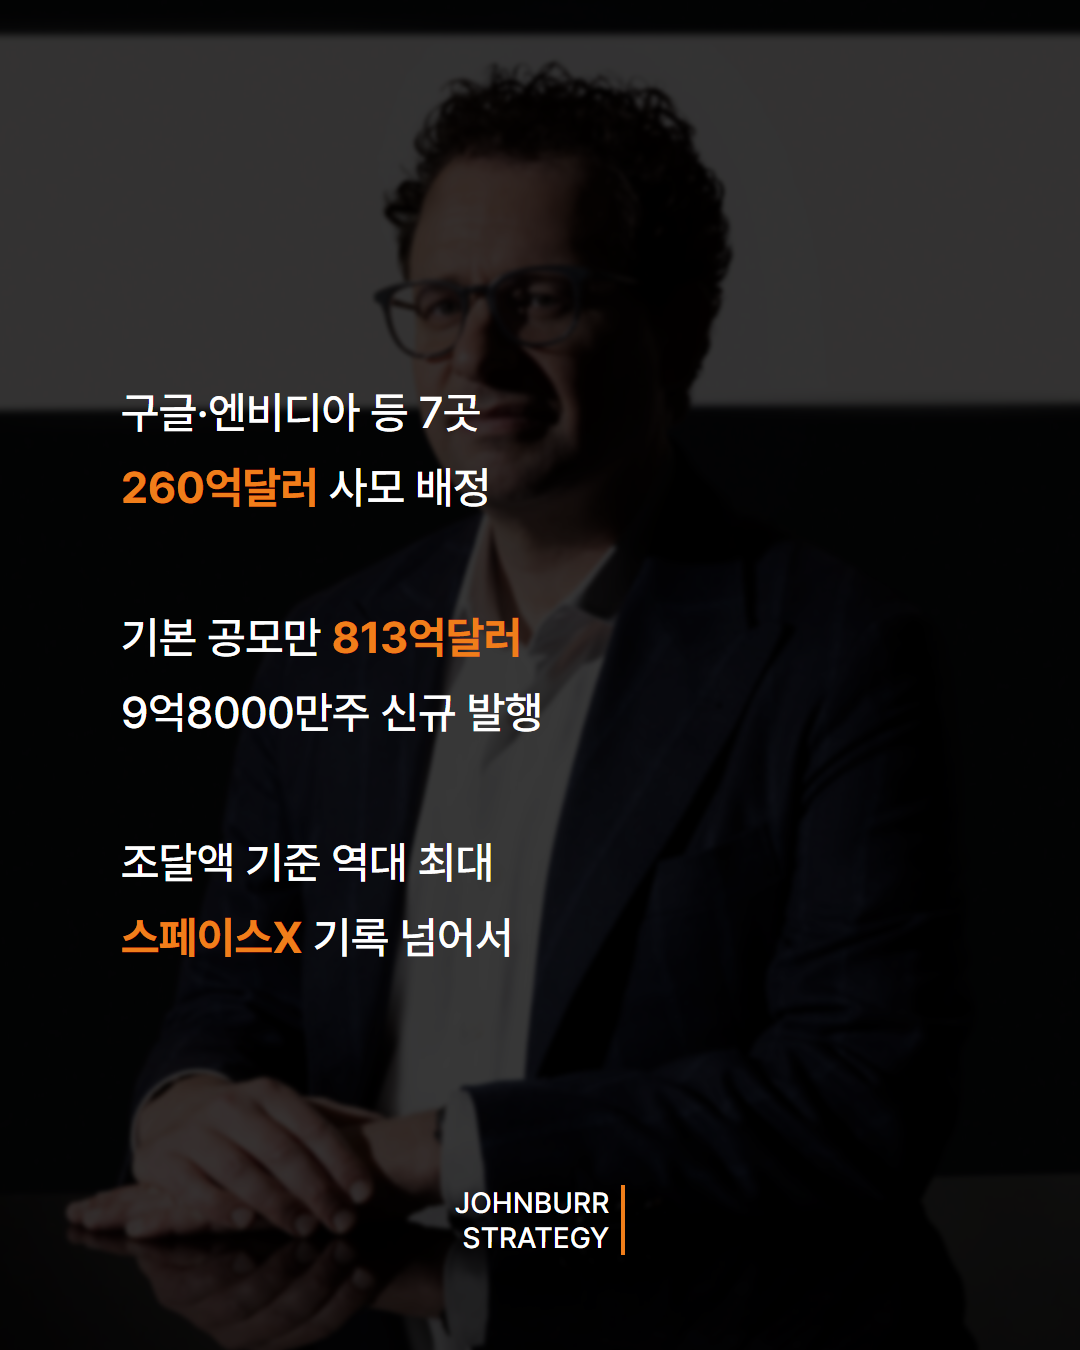 구글·엔비디아 등 7곳
260억달러 사모 배정
기본 공모만 813억달러
9억8000만주 신규 발행
조달액 기준 역대 최대
스페이스X 기록 넘어서
JOHNBURR
STRATEGY